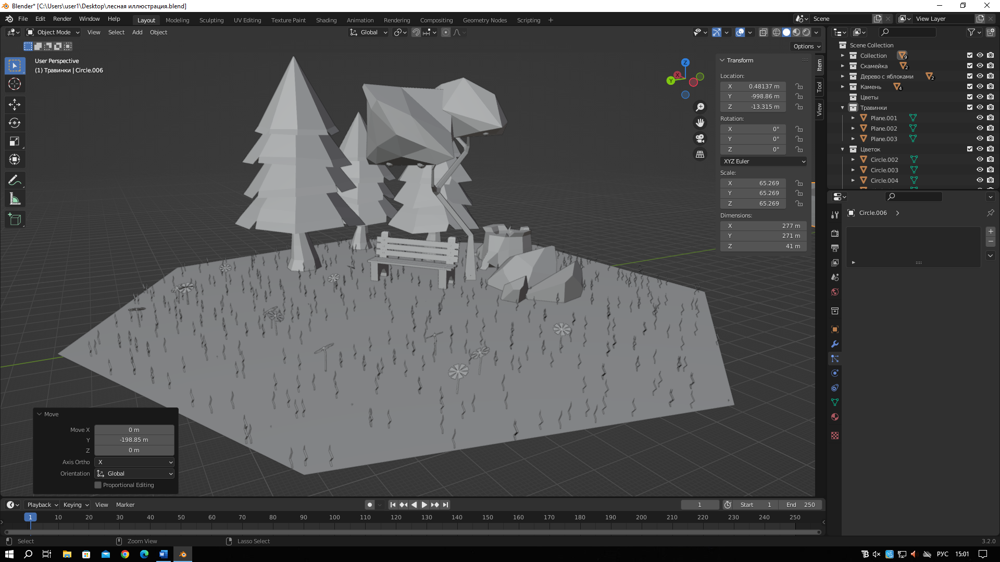 Blender* [C:\Users\user1\Desktop\лесная иллюстрация.blend]
File Edit Render Window Help
Layout Modeling Sculpting UV Editing Texture Paint Shading Animation Rendering Compositing Geometry Nodes Scripting +
Scene
View Layer
Object Mode View Select Add Object
Global
Options
User Perspective
(1) Травинки | Circle.006
Z
X
Y
Transform
Location:
X 0.48137 m
Y -998.86 m
Z -13.315 m
Rotation:
X 0°
Y 0°
Z 0°
XYZ Euler
Scale:
X 65.269
Y 65.269
Z 65.269
Dimensions:
X 277 m
Y 271 m
Z 41 m
Item
Tool
View
Scene Collection
Collection 9
Скамейка 2
Дерево с яблоками 2
Камень 4
Цветы
Травинки
Plane.001
Plane.002
Plane.003
Цветок
Circle.002
Circle.003
Circle.004
Circle.006
Move
Move X 0 m
Y -198.85 m
Z 0 m
Axis Ortho X
Orientation Global
Proportional Editing
Playback Keying View Marker
1
Start 1
End 250
1 10 20 30 40 50 60 70 80 90 100 110 120 130 140 150 160 170 180 190 200 210 220 230 240 250
Select
Zoom View
Lasso Select
3.2.0
РУС
15:01